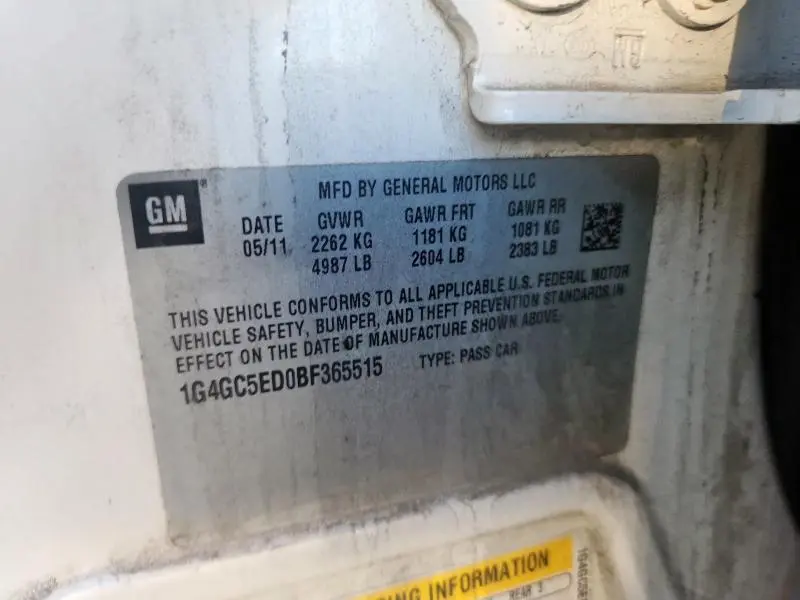 GM
MFD BY GENERAL MOTORS LLC
DATE GVWR GAWR FRT GAWR RR
05/11 2262 KG 1181 KG 1081 KG
4987 LB 2604 LB 2383 LB
THIS VEHICLE CONFORMS TO ALL APPLICABLE U.S. FEDERAL MOTOR
VEHICLE SAFETY, BUMPER, AND THEFT PREVENTION STANDARDS IN
EFFECT ON THE DATE OF MANUFACTURE SHOWN ABOVE.
1G4GC5ED0BF365515 TYPE: PASS CAR
INFORMATION
REAR 3